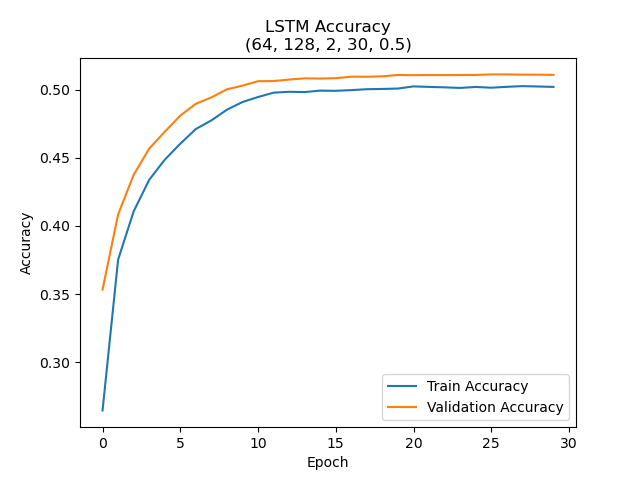 LSTM Accuracy
(64, 128, 2, 30, 0.5)
0.50
0.45
0.40
0.35
0.30
Accuracy
Train Accuracy
Validation Accuracy
0 5 10 15 20 25 30
Epoch